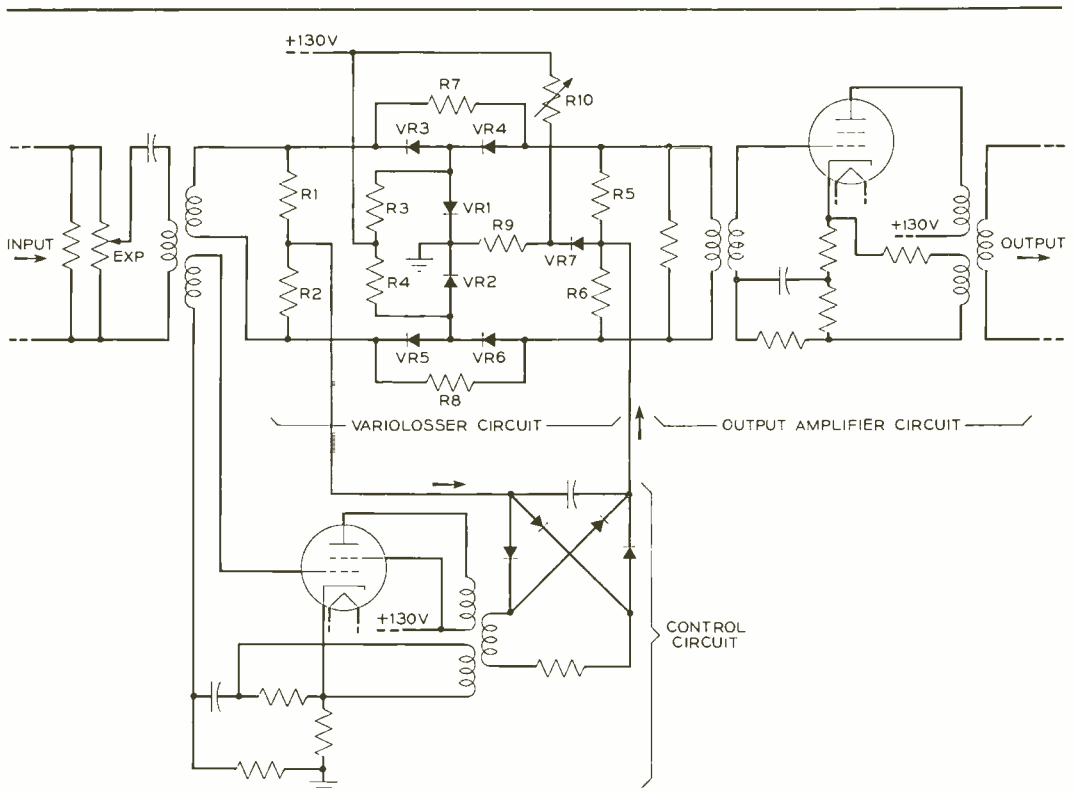 +130V
R7
R10
VR3
VR4
R1
R3
VR1
R9
R5
+130V
INPUT
EXP
OUTPUT
R2
R4
VR2
VR7
R6
VR5
VR6
R8
VARIOLOSSER CIRCUIT
OUTPUT AMPLIFIER CIRCUIT
+130V
CONTROL
CIRCUIT